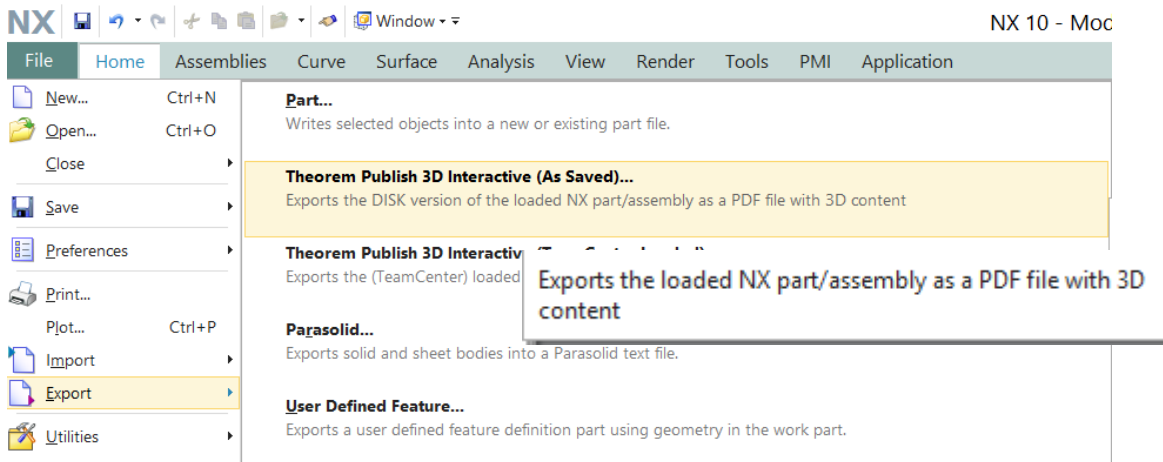 NX Window NX 10 - Mod
File Home Assemblies Curve Surface Analysis View Render Tools PMI Application
New... Ctrl+N
Open... Ctrl+O
Close
Save
Preferences
Print...
Plot... Ctrl+P
Import
Export
Utilities
Part...
Writes selected objects into a new or existing part file.
Theorem Publish 3D Interactive (As Saved)...
Exports the DISK version of the loaded NX part/assembly as a PDF file with 3D content
Theorem Publish 3D Interactive
Exports the (TeamCenter) loaded
Exports the loaded NX part/assembly as a PDF file with 3D
content
Parasolid...
Exports solid and sheet bodies into a Parasolid text file.
User Defined Feature...
Exports a user defined feature definition part using geometry in the work part.